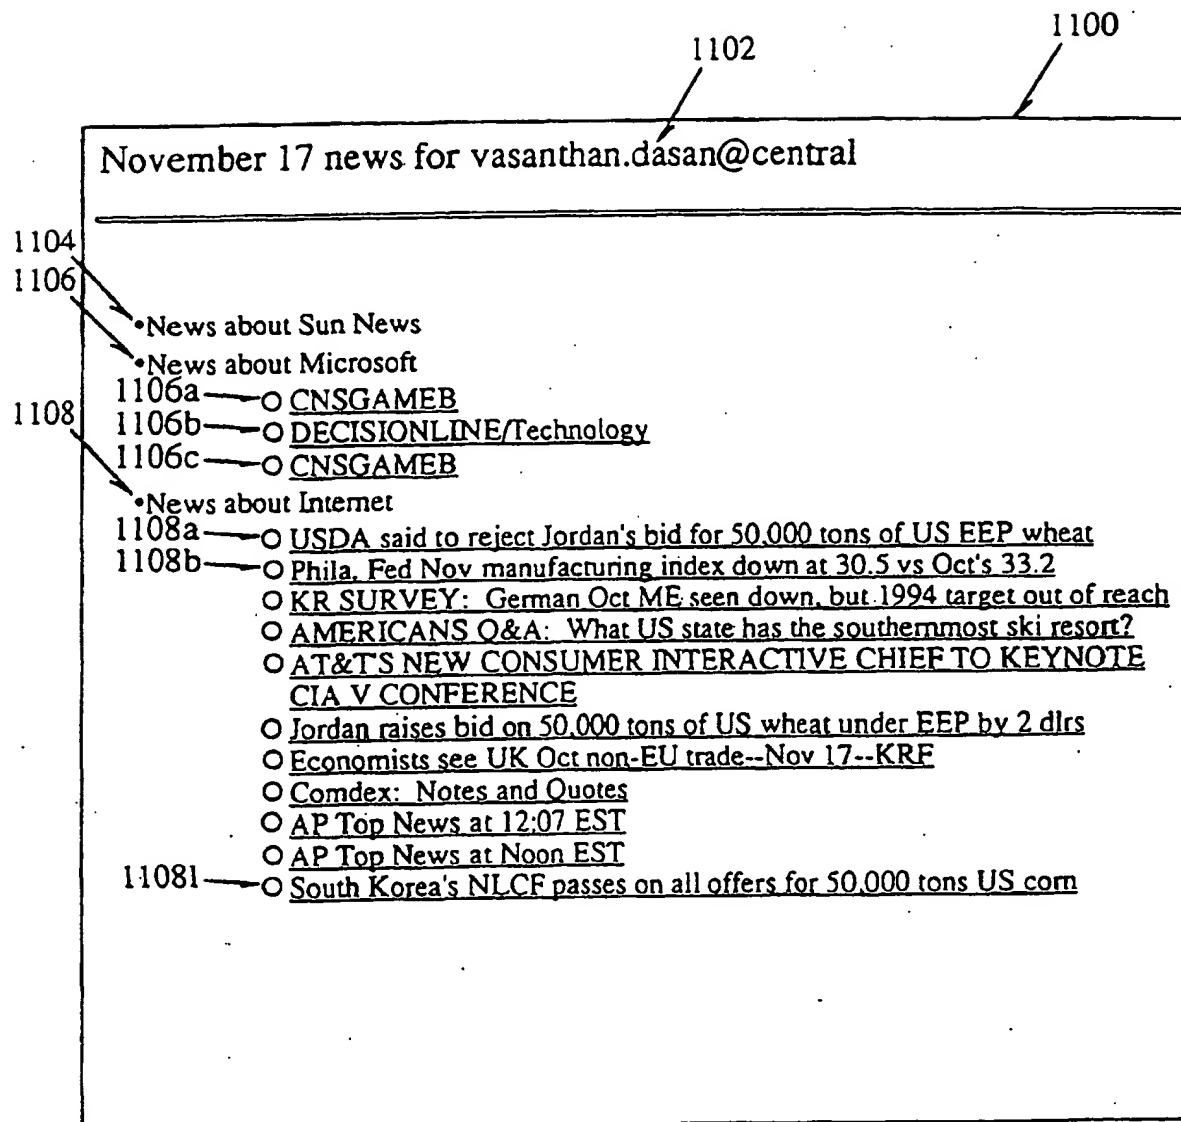 1100
1102
November 17 news for vasanthan.dasan@central
1104
1106
•News about Sun News
•News about Microsoft
1106a O CNSGAMEB
1108
1106b O DECISIONLINE/Technology
1106c O CNSGAMEB
•News about Internet
1108a O USDA said to reject Jordan's bid for 50,000 tons of US EEP wheat
1108b O Phila. Fed Nov manufacturing index down at 30.5 vs Oct's 33.2
O KR SURVEY: German Oct ME seen down, but 1994 target out of reach
O AMERICANS Q&A: What US state has the southernmost ski resort?
O AT&T'S NEW CONSUMER INTERACTIVE CHIEF TO KEYNOTE
CIA V CONFERENCE
O Jordan raises bid on 50,000 tons of US wheat under EEP by 2 dlrs
O Economists see UK Oct non-EU trade--Nov 17--KRF
O Comdex: Notes and Quotes
O AP Top News at 12:07 EST
O AP Top News at Noon EST
1108l O South Korea's NLCF passes on all offers for 50,000 tons US corn